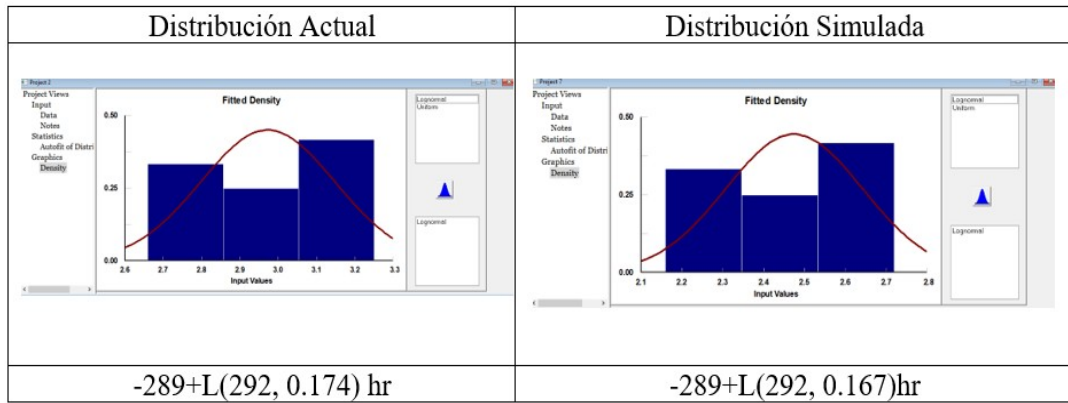 Distribución Actual
Distribución Simulada
Project 2
Project Views
Input
Data
Notes
Statistics
Autofit of Distri
Graphics
Density
Fitted Density
0.50
0.25
0.00
2.6 2.7 2.8 2.9 3.0 3.1 3.2 3.3
Input Values
Lognormal
Uniform
Lognormal
Project 7
Project Views
Input
Data
Notes
Statistics
Autofit of Distri
Graphics
Density
Fitted Density
0.50
0.25
0.00
2.1 2.2 2.3 2.4 2.5 2.6 2.7 2.8
Input Values
Lognormal
Uniform
Lognormal
-289+L(292, 0.174) hr
-289+L(292, 0.167)hr